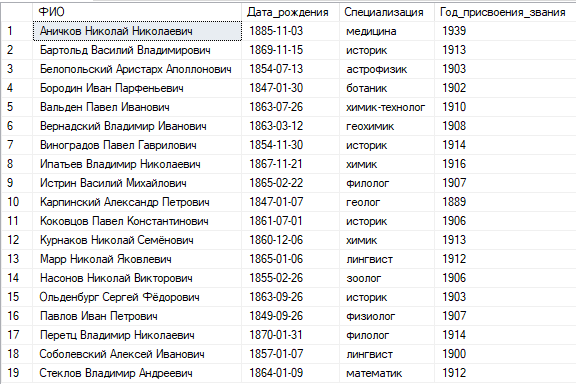 ФИО Дата_рождения Специализация Год_присвоения_звания
1 Аничков Николай Николаевич 1885-11-03 медицина 1939
2 Бартольд Василий Владимирович 1869-11-15 историк 1913
3 Белопольский Аристарх Аполлонович 1854-07-13 астрофизик 1903
4 Бородин Иван Парфеньевич 1847-01-30 ботаник 1902
5 Вальден Павел Иванович 1863-07-26 химик-технолог 1910
6 Вернадский Владимир Иванович 1863-03-12 геохимик 1908
7 Виноградов Павел Гаврилович 1854-11-30 историк 1914
8 Ипатьев Владимир Николаевич 1867-11-21 химик 1916
9 Истрин Василий Михайлович 1865-02-22 филолог 1907
10 Карпинский Александр Петрович 1847-01-07 геолог 1889
11 Коковцов Павел Константинович 1861-07-01 историк 1906
12 Курнаков Николай Семёнович 1860-12-06 химик 1913
13 Марр Николай Яковлевич 1865-01-06 лингвист 1912
14 Насонов Николай Викторович 1855-02-26 зоолог 1906
15 Ольденбург Сергей Фёдорович 1863-09-26 историк 1903
16 Павлов Иван Петрович 1849-09-26 физиолог 1907
17 Перетц Владимир Николаевич 1870-01-31 филолог 1914
18 Соболевский Алексей Иванович 1857-01-07 лингвист 1900
19 Стеклов Владимир Андреевич 1864-01-09 математик 1912